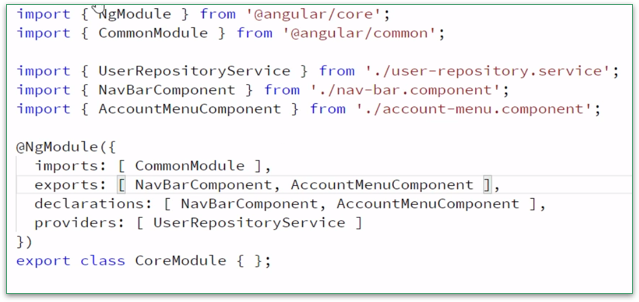 import { NgModule } from '@angular/core';
import { CommonModule } from '@angular/common';
import { UserRepositoryService } from './user-repository.service';
import { NavBarComponent } from './nav-bar.component';
import { AccountMenuComponent } from './account-menu.component';
@NgModule({
imports: [ CommonModule ],
exports: [ NavBarComponent, AccountMenuComponent ],
declarations: [ NavBarComponent, AccountMenuComponent ],
providers: [ UserRepositoryService ]
})
export class CoreModule { };